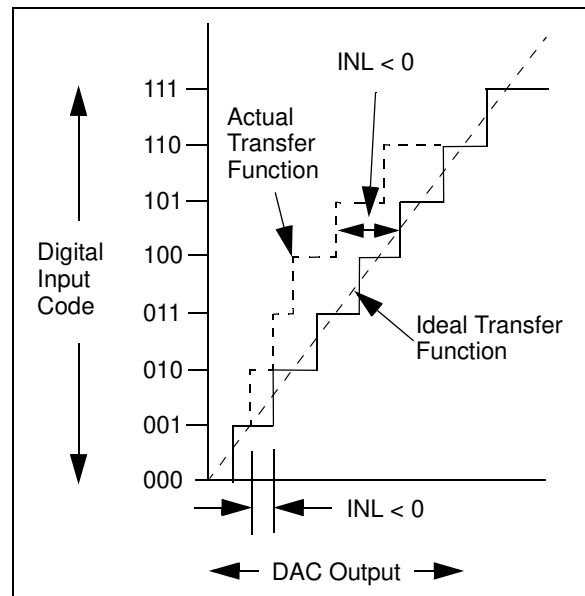 INL < 0
111
Actual
Transfer
Function
110
101
Digital
Input
Code
100
011
Ideal Transfer
Function
010
001
000
INL < 0
DAC Output